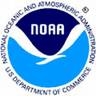 NATIONAL OCEANIC AND ATMOSPHERIC ADMINISTRATION
NOAA
U.S. DEPARTMENT OF COMMERCE